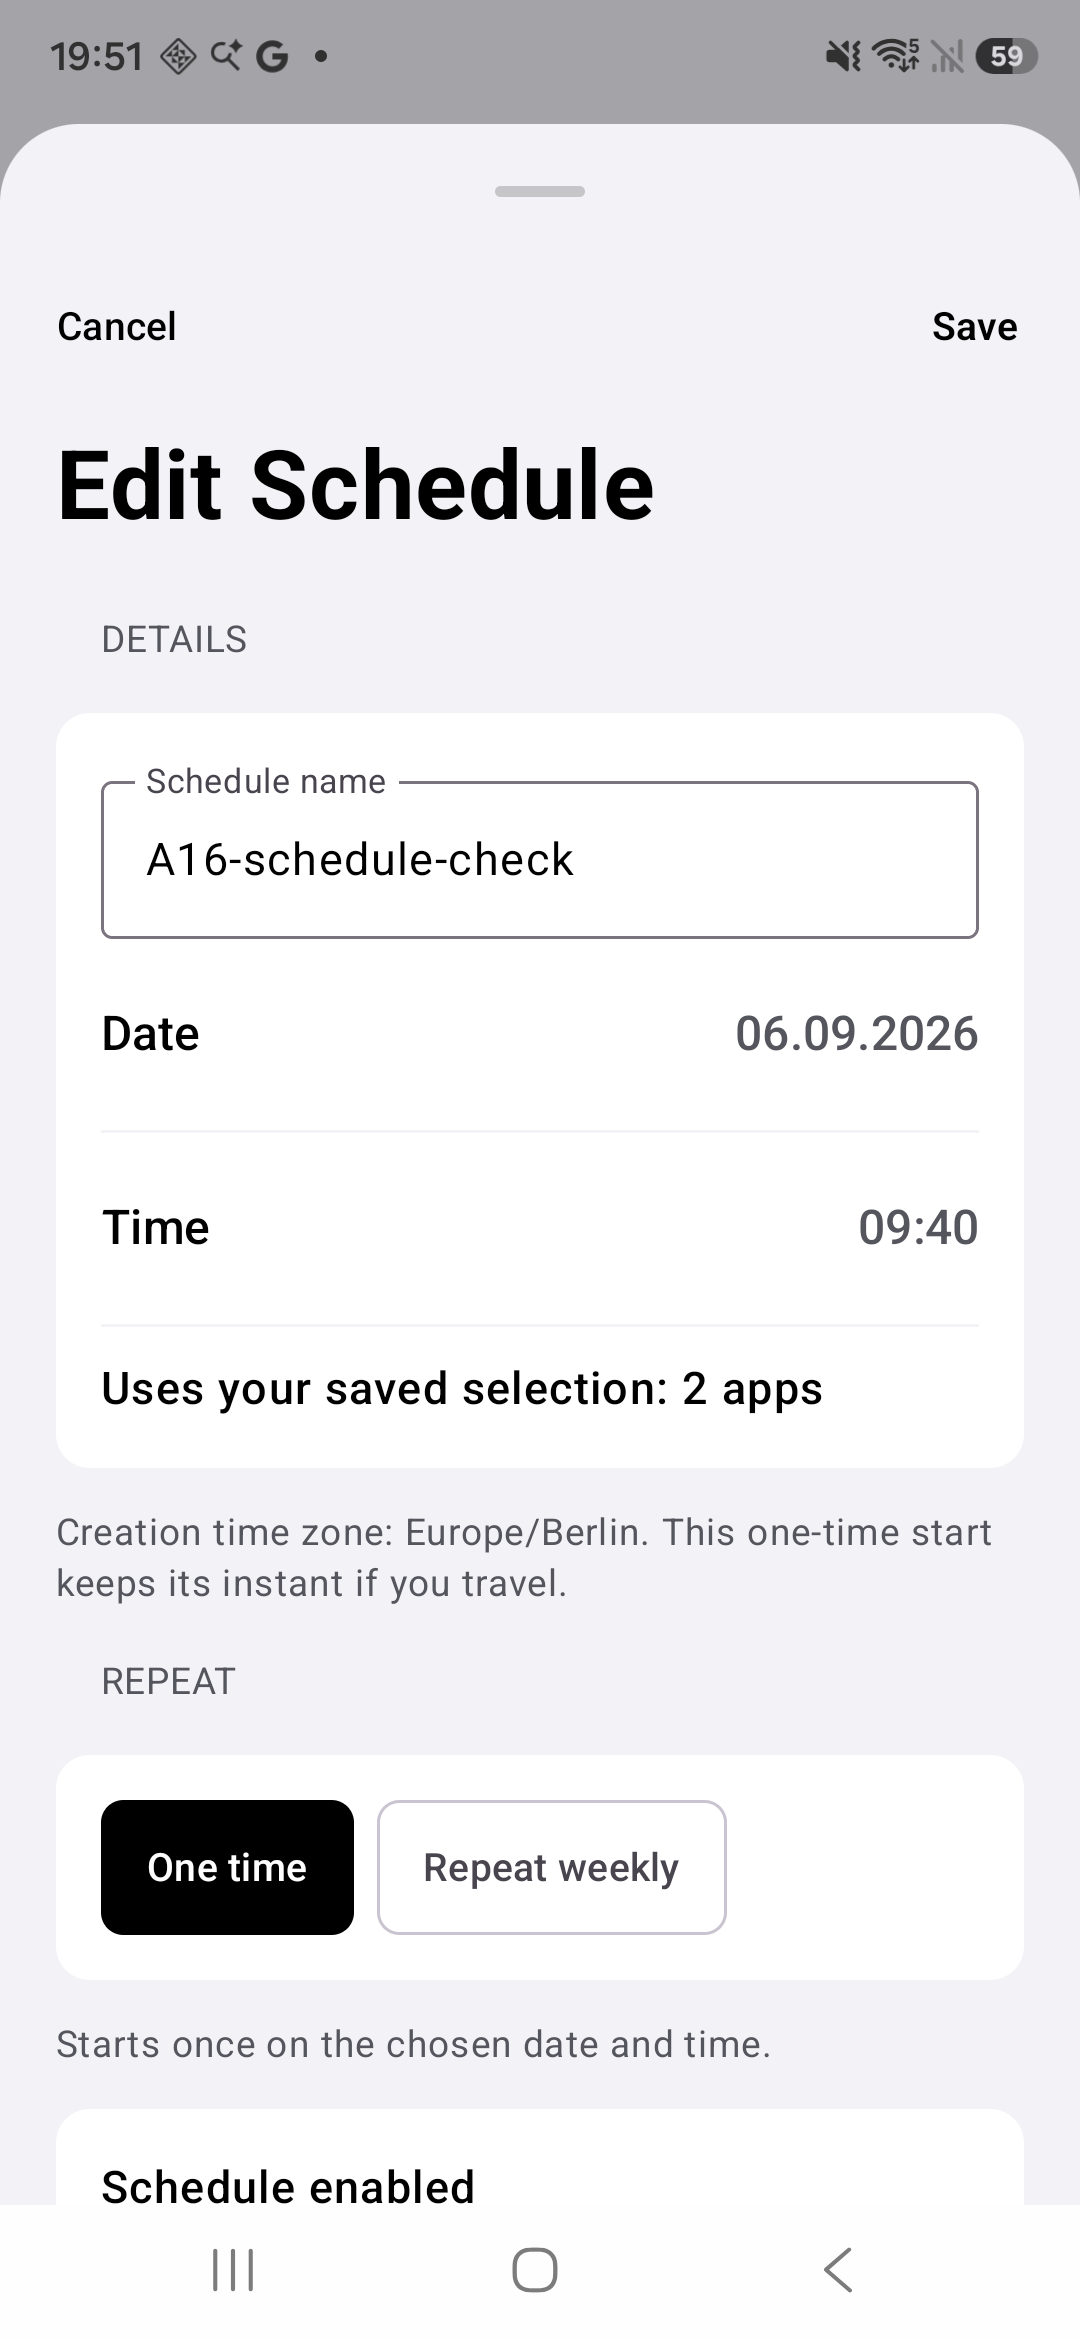 19:51
59
Cancel
Save
Edit Schedule
DETAILS
Schedule name
A16-schedule-check
Date
06.09.2026
Time
09:40
Uses your saved selection: 2 apps
Creation time zone: Europe/Berlin. This one-time start
keeps its instant if you travel.
REPEAT
One time
Repeat weekly
Starts once on the chosen date and time.
Schedule enabled